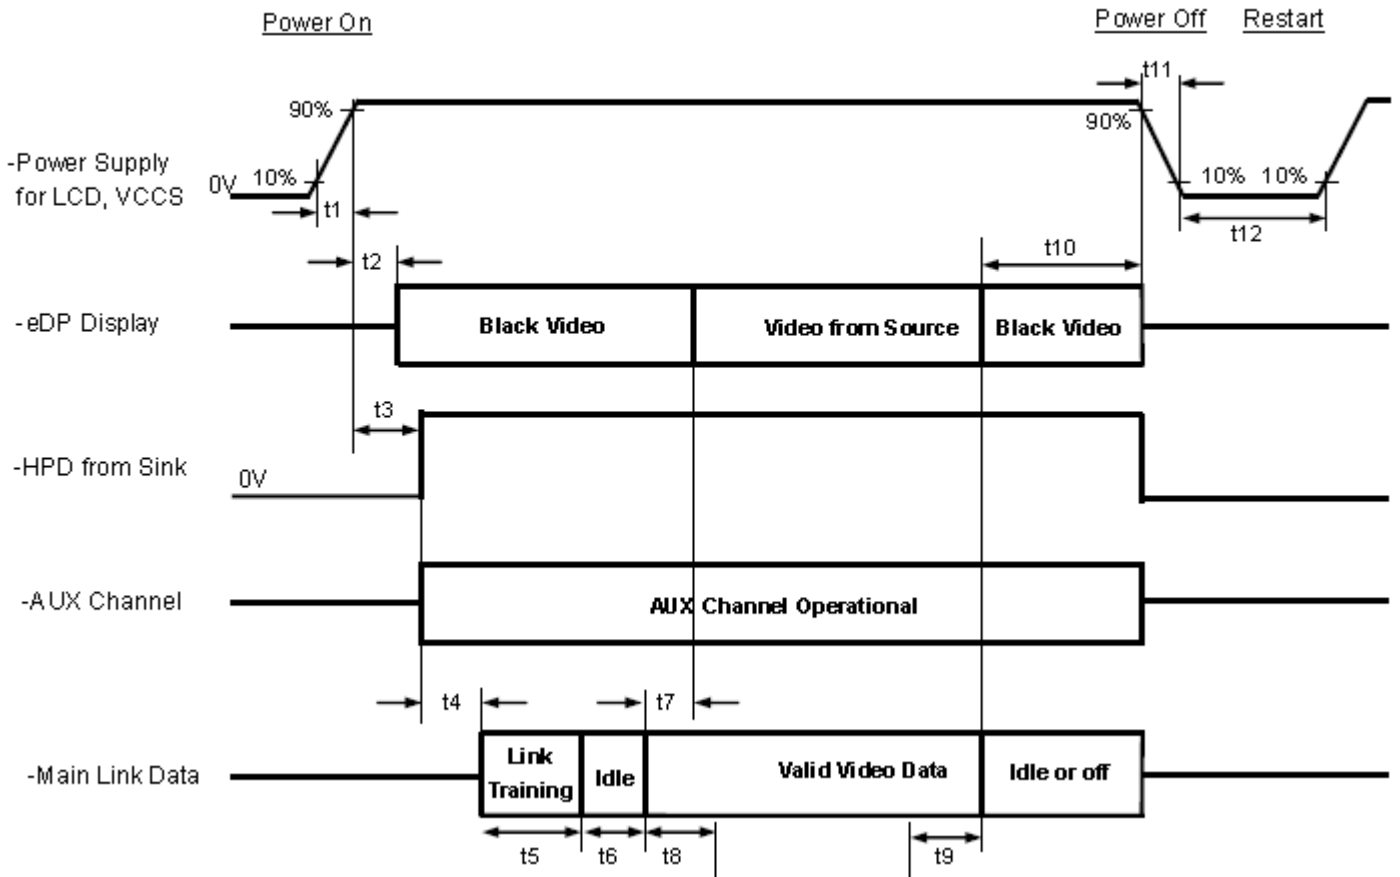 Power On
Power Off
Restart
t11
90%
90%
-Power Supply
for LCD, VCCS
0V
10%
10%
10%
t1
t12
t2
t10
-eDP Display
Black Video
Video from Source
Black Video
t3
-HPD from Sink
0V
-AUX Channel
AUX Channel Operational
t4
t7
-Main Link Data
Link
Training
Idle
Valid Video Data
Idle or off
t5
t6
t8
t9